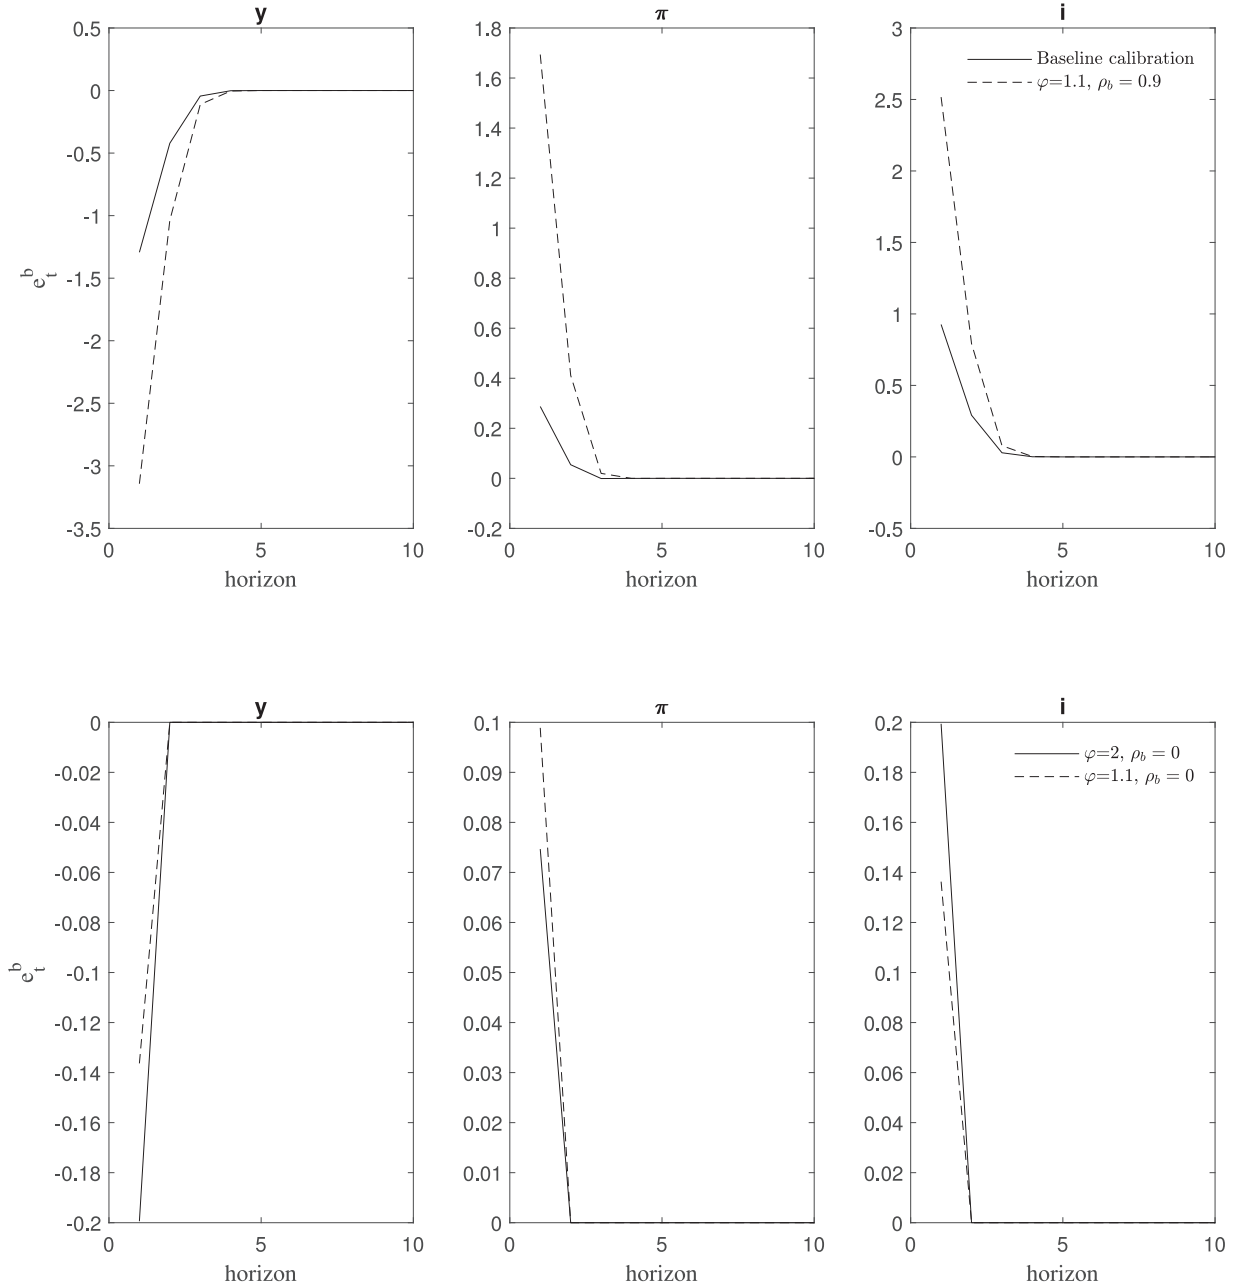 y
0.5
0
-0.5
-1
-1.5
-2
-2.5
-3
-3.5
0 5 10
horizon
e_t^b
π
1.8
1.6
1.4
1.2
1
0.8
0.6
0.4
0.2
0
-0.2
0 5 10
horizon
i
3
2.5
2
1.5
1
0.5
0
-0.5
0 5 10
horizon
Baseline calibration
φ=1.1, ρ_b = 0.9
y
0
-0.02
-0.04
-0.06
-0.08
-0.1
-0.12
-0.14
-0.16
-0.18
-0.2
0 5 10
horizon
e_t^b
π
0.1
0.09
0.08
0.07
0.06
0.05
0.04
0.03
0.02
0.01
0
0 5 10
horizon
i
0.2
0.18
0.16
0.14
0.12
0.1
0.08
0.06
0.04
0.02
0
0 5 10
horizon
φ=2, ρ_b = 0
φ=1.1, ρ_b = 0